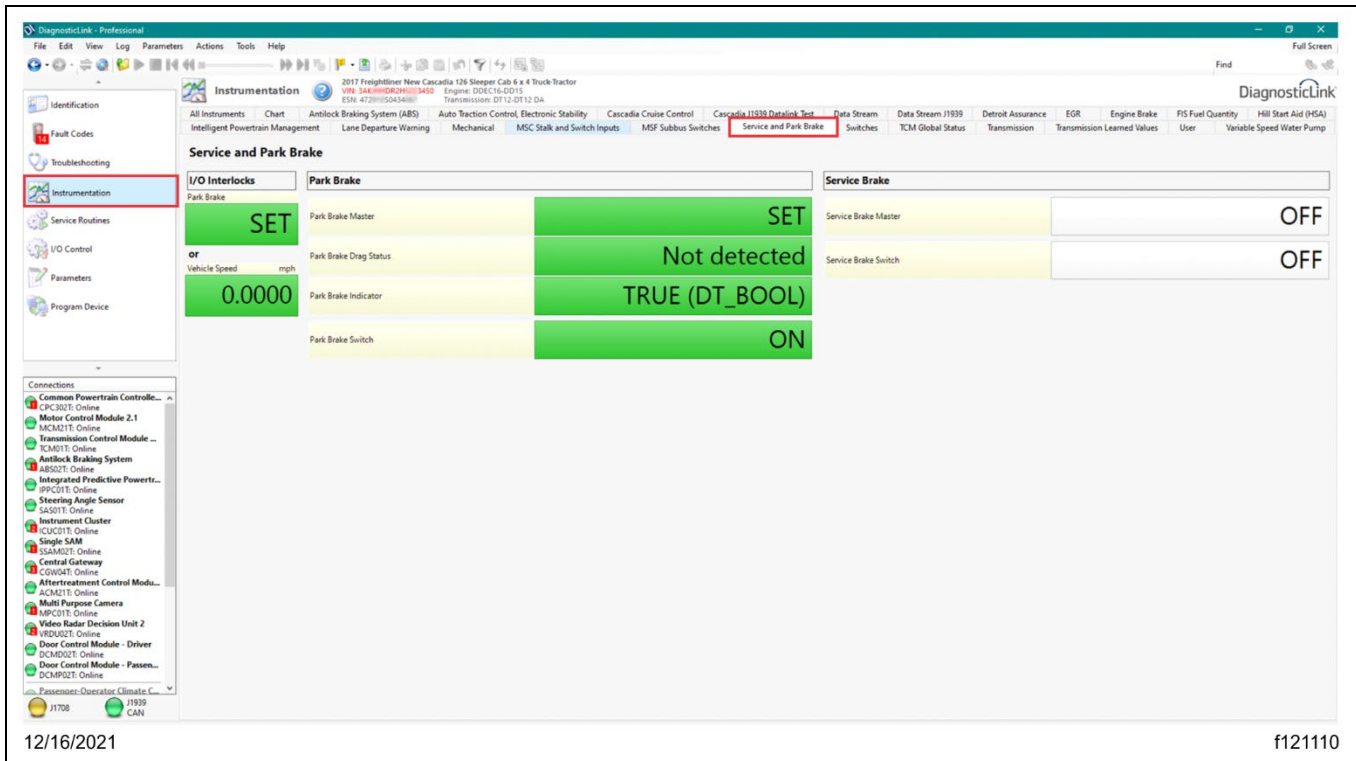 DiagnosticLink - Professional
File Edit View Log Parameters Actions Tools Help
Full Screen
Find
Instrumentation
2017 Freightliner New Cascadia 126 Sleeper Cab 6 x 4 Truck-Tractor
VIN: 3AK DR2H 3450 Engine: DDEC16-DD15
ESN: 472 50434 Transmission: DT12-DT12 DA
DiagnosticLink
All Instruments Chart Antilock Braking System (ABS) Auto Traction Control, Electronic Stability Cascadia Cruise Control Cascadia J1939 Datalink Test Data Stream Data Stream J1939 Detroit Assurance EGR Engine Brake FIS Fuel Quantity Hill Start Aid (HSA)
Intelligent Powertrain Management Lane Departure Warning Mechanical MSC Stalk and Switch Inputs MSF Subbus Switches Service and Park Brake Switches TCM Global Status Transmission Transmission Learned Values User Variable Speed Water Pump
Identification
Fault Codes
14
Troubleshooting
Instrumentation
Service Routines
I/O Control
Parameters
Program Device
Service and Park Brake
I/O Interlocks
Park Brake
SET
or
Vehicle Speed mph
0.0000
Park Brake
Park Brake Master SET
Park Brake Drag Status Not detected
Park Brake Indicator TRUE (DT_BOOL)
Park Brake Switch ON
Service Brake
Service Brake Master OFF
Service Brake Switch OFF
Connections
Common Powertrain Controlle...
CPC302T: Online
Motor Control Module 2.1
MCM21T: Online
Transmission Control Module ...
TCM01T: Online
Antilock Braking System
ABS02T: Online
Integrated Predictive Powertr...
IPPC01T: Online
Steering Angle Sensor
SAS01T: Online
Instrument Cluster
ICUC01T: Online
Single SAM
SSAM02T: Online
Central Gateway
CGW04T: Online
Aftertreatment Control Modu...
ACM21T: Online
Multi Purpose Camera
MPC01T: Online
Video Radar Decision Unit 2
VRDU02T: Online
Door Control Module - Driver
DCMD02T: Online
Door Control Module - Passen...
DCMP02T: Online
Passenger-Operator Climate C...
J1708
J1939
CAN
12/16/2021
f121110